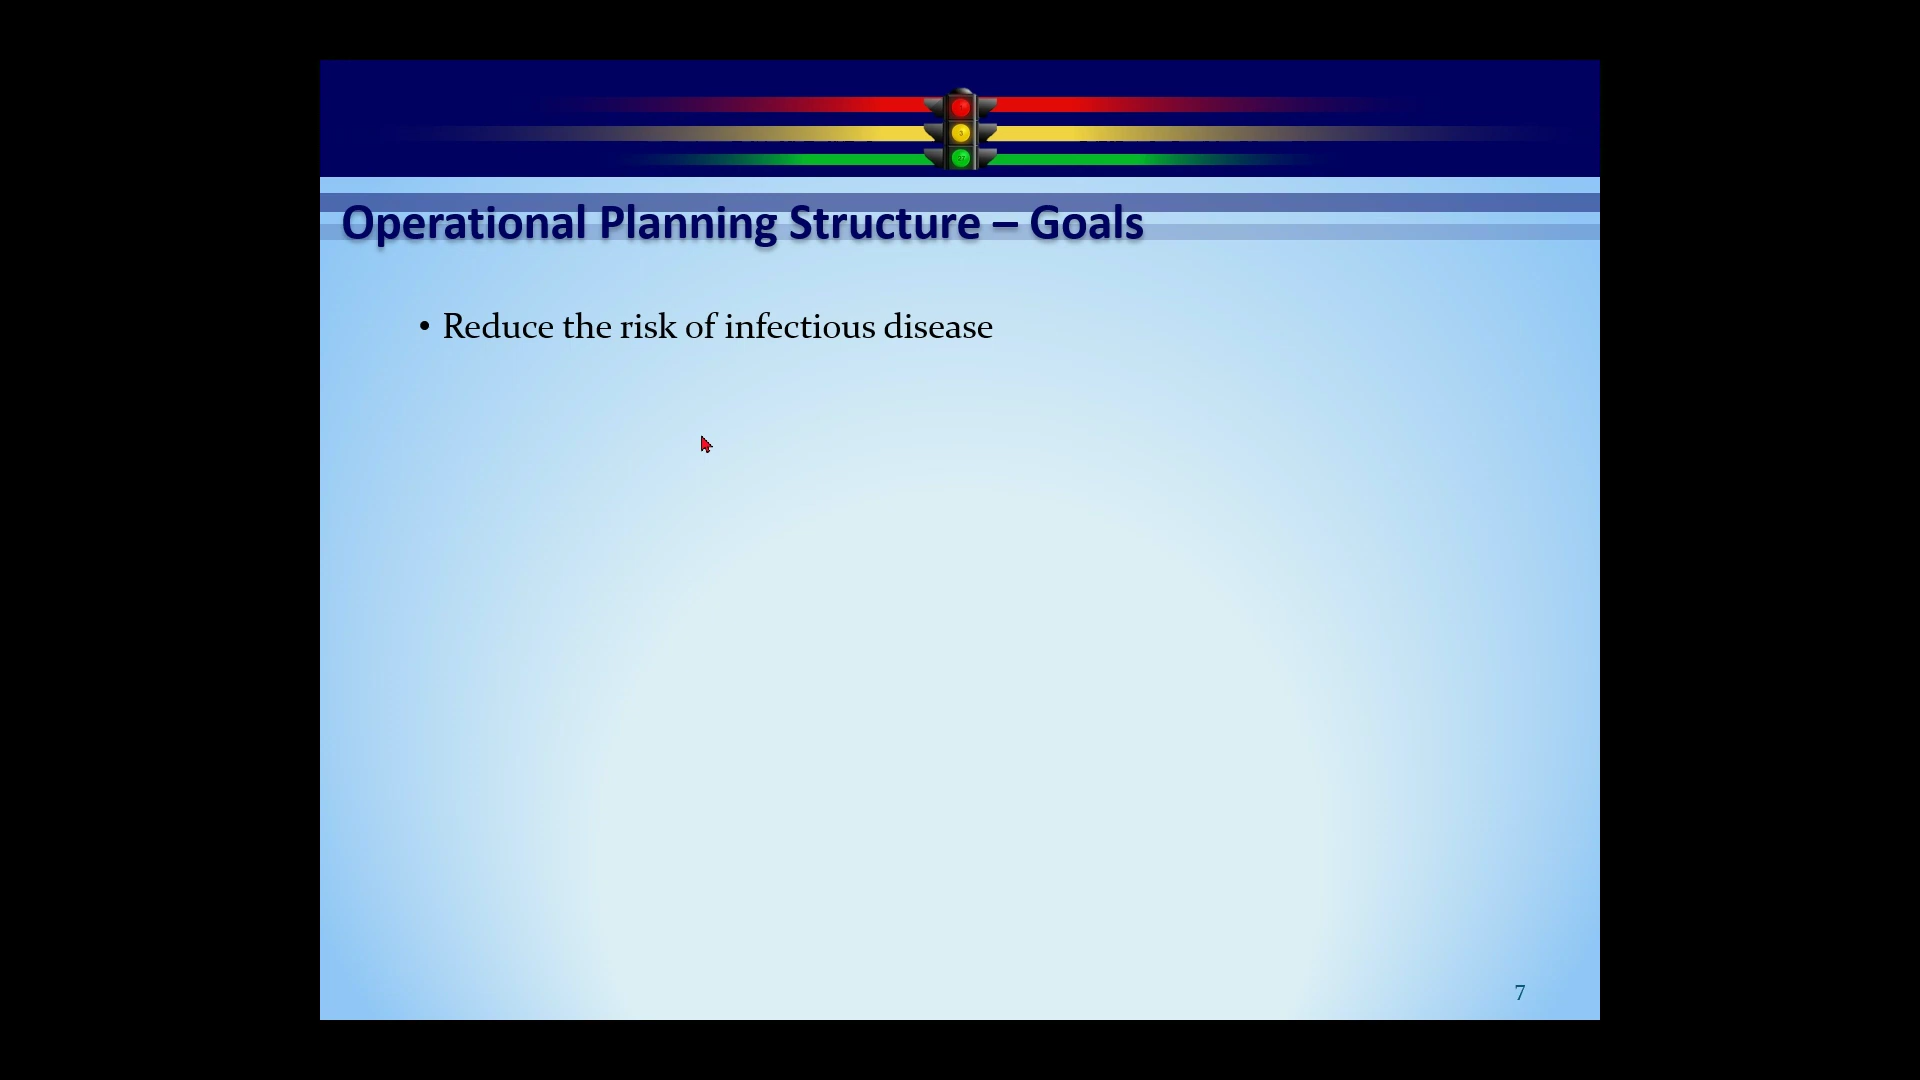 Operational Planning Structure – Goals
• Reduce the risk of infectious disease
7